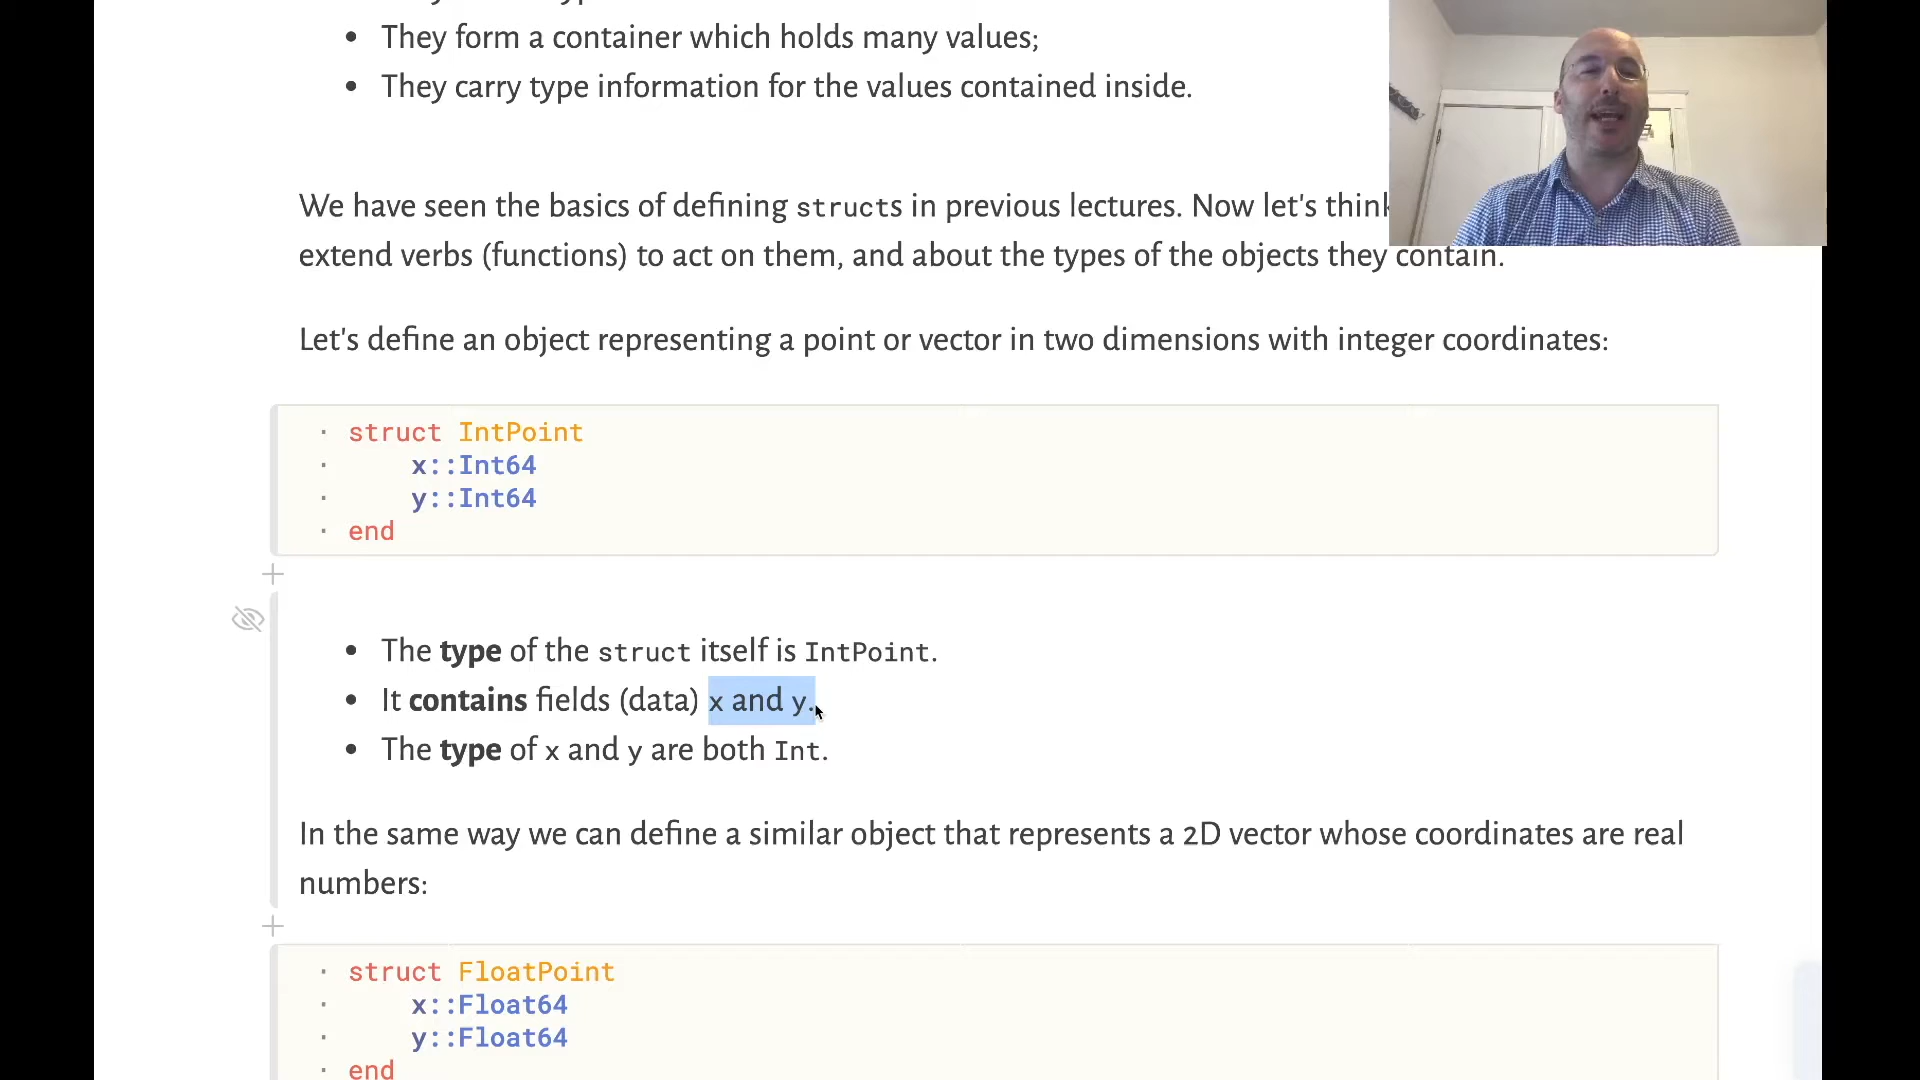 • They form a container which holds many values;
• They carry type information for the values contained inside.
We have seen the basics of defining structs in previous lectures. Now let's think
extend verbs (functions) to act on them, and about the types of the objects they contain.
Let's define an object representing a point or vector in two dimensions with integer coordinates:
· struct IntPoint
· x::Int64
· y::Int64
· end
• The type of the struct itself is IntPoint.
• It contains fields (data) x and y.
• The type of x and y are both Int.
In the same way we can define a similar object that represents a 2D vector whose coordinates are real
numbers:
· struct FloatPoint
· x::Float64
· y::Float64
· end